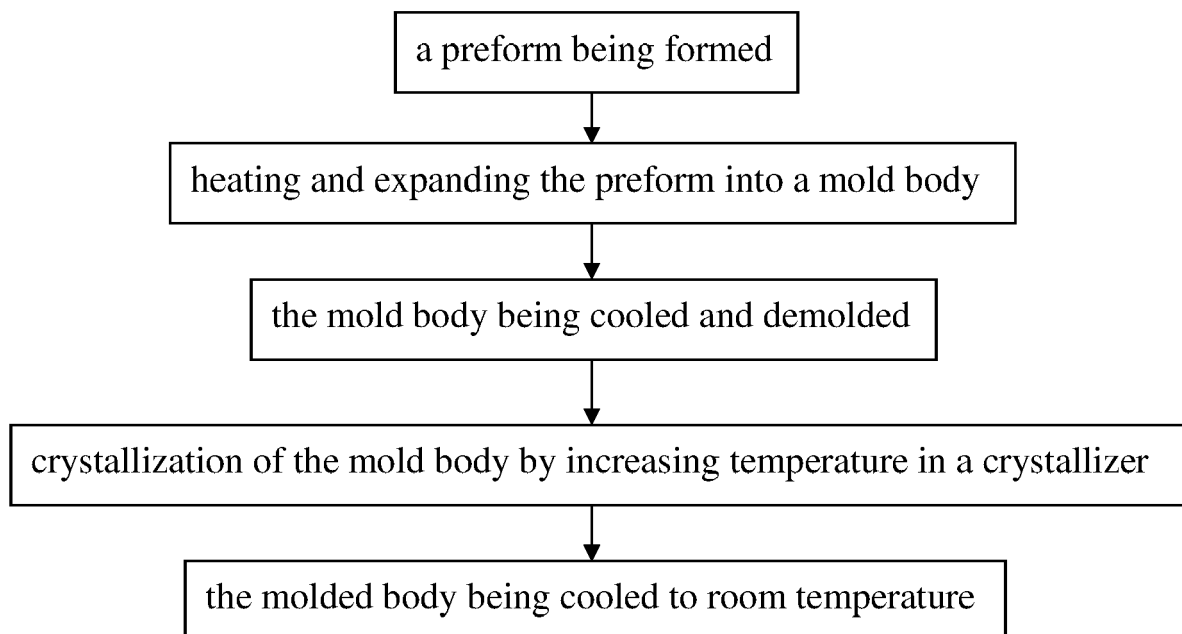 a preform being formed
heating and expanding the preform into a mold body
the mold body being cooled and demolded
crystallization of the mold body by increasing temperature in a crystallizer
the molded body being cooled to room temperature